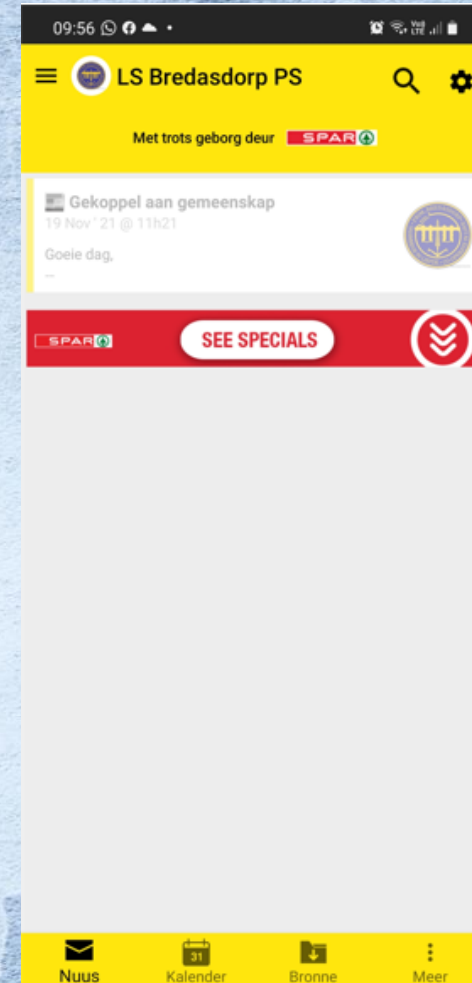 09:56
LS Bredasdorp PS
Met trots geborg deur SPAR
Gekoppel aan gemeenskap
19 Nov ' 21 @ 11h21
Goeie dag,
...
SPAR SEE SPECIALS
31
Nuus Kalender Bronne Meer